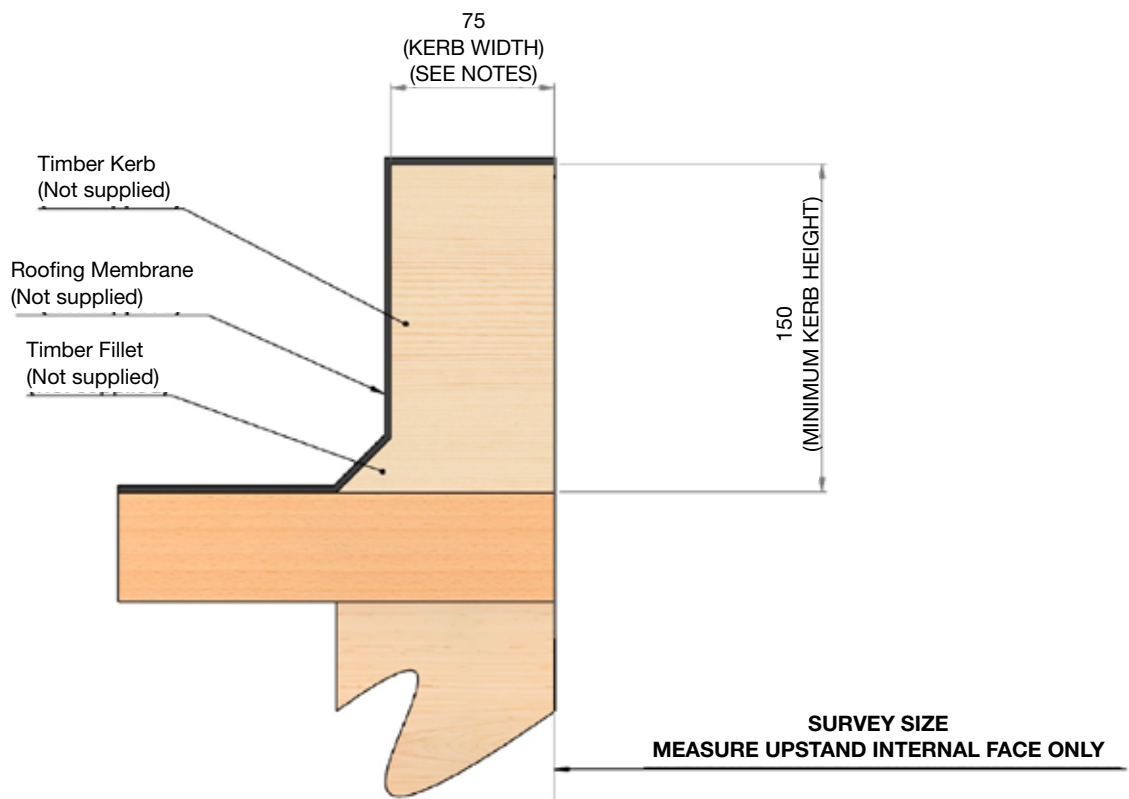 75
(KERB WIDTH)
(SEE NOTES)
Timber Kerb
(Not supplied)
Roofing Membrane
(Not supplied)
Timber Fillet
(Not supplied)
150
(MINIMUM KERB HEIGHT)
SURVEY SIZE
MEASURE UPSTAND INTERNAL FACE ONLY